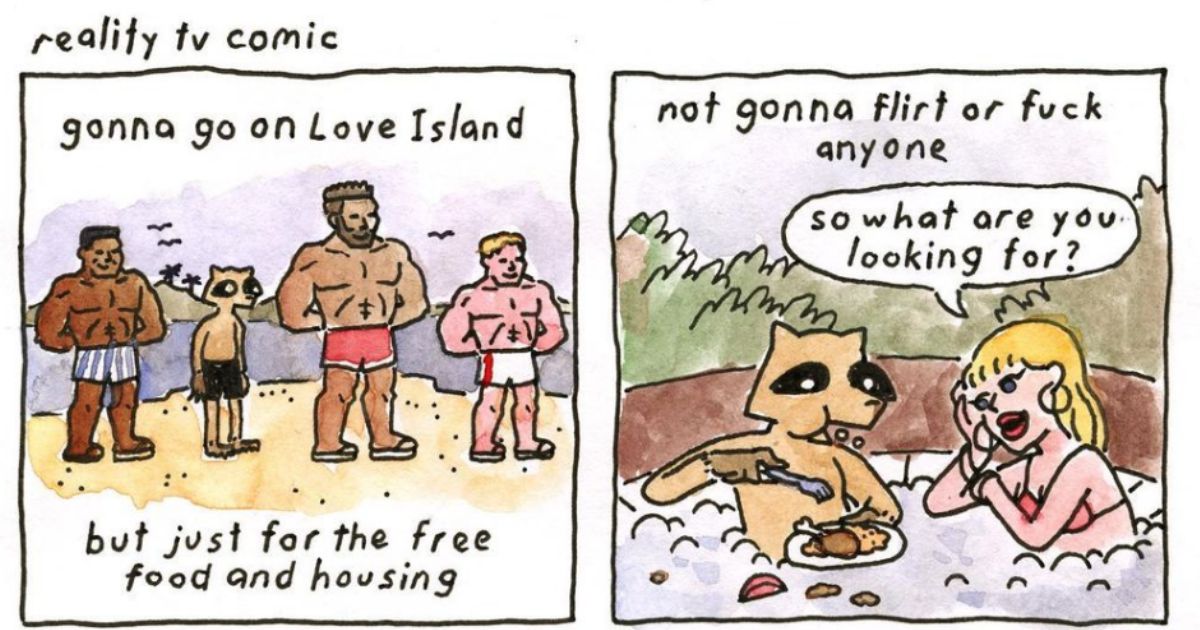 reality tv comic
gonna go on Love Island
but just for the free
food and housing
not gonna flirt or fuck
anyone
so what are you
looking for?